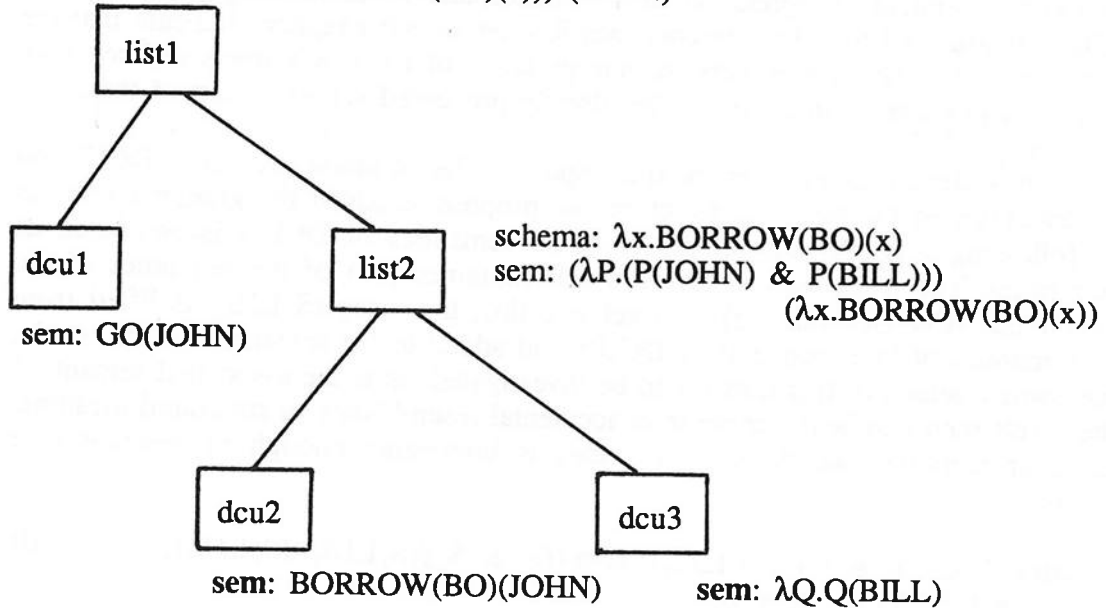 list1
dcu1
sem: GO(JOHN)
list2
schema: λx.BORROW(BO)(x)
sem: (λP.(P(JOHN) & P(BILL)))
(λx.BORROW(BO)(x))
dcu2
sem: BORROW(BO)(JOHN)
dcu3
sem: λQ.Q(BILL)